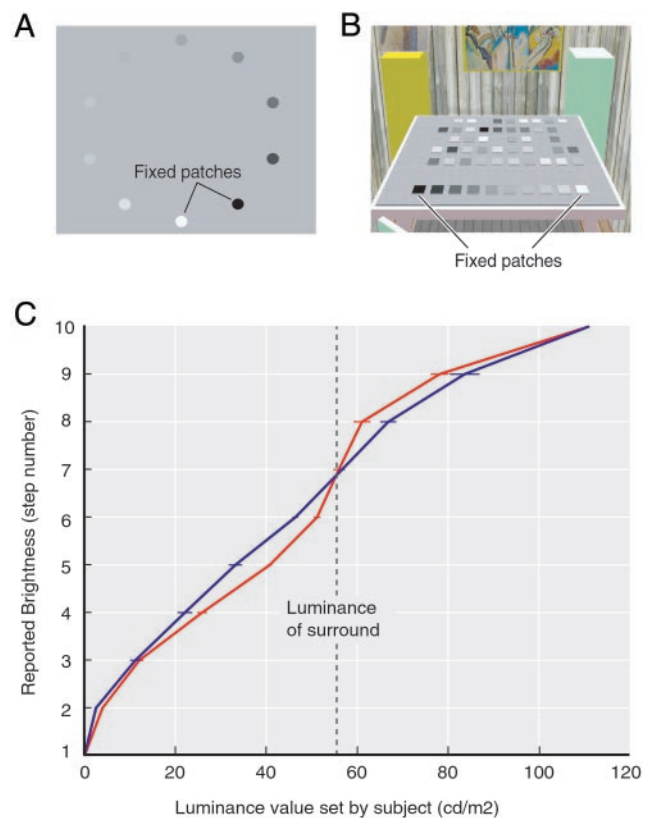 A
B
Fixed patches
Fixed patches
C
10
9
8
7
6
5
4
3
2
1
Reported Brightness (step number)
Luminance
of surround
0
20
40
60
80
100
120
Luminance value set by subject (cd/m2)